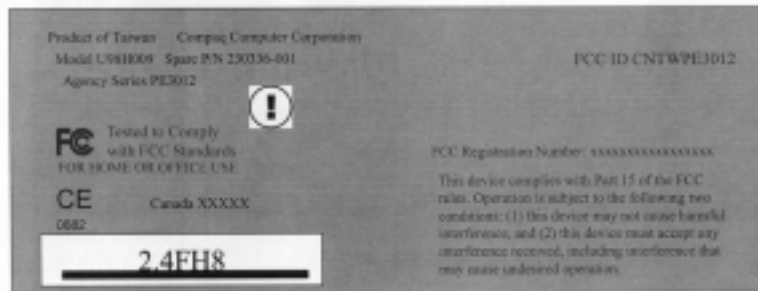 Product of Taiwan Compaq Computer Corporation
Model U98H009 Spare P/N 230336-001
Agency Series PE3012
FCC ID CNTWPE3012
!
FC Tested to Comply
with FCC Standards
FOR HOME OR OFFICE USE
CE
0682
Canada XXXXX
2.4FH8
FCC Registration Number: xxxxxxxxxxxxxxxxx
This device complies with Part 15 of the FCC
rules. Operation is subject to the following two
conditions: (1) this device may not cause harmful
interference, and (2) this device must accept any
interference received, including interference that
may cause undesired operation.